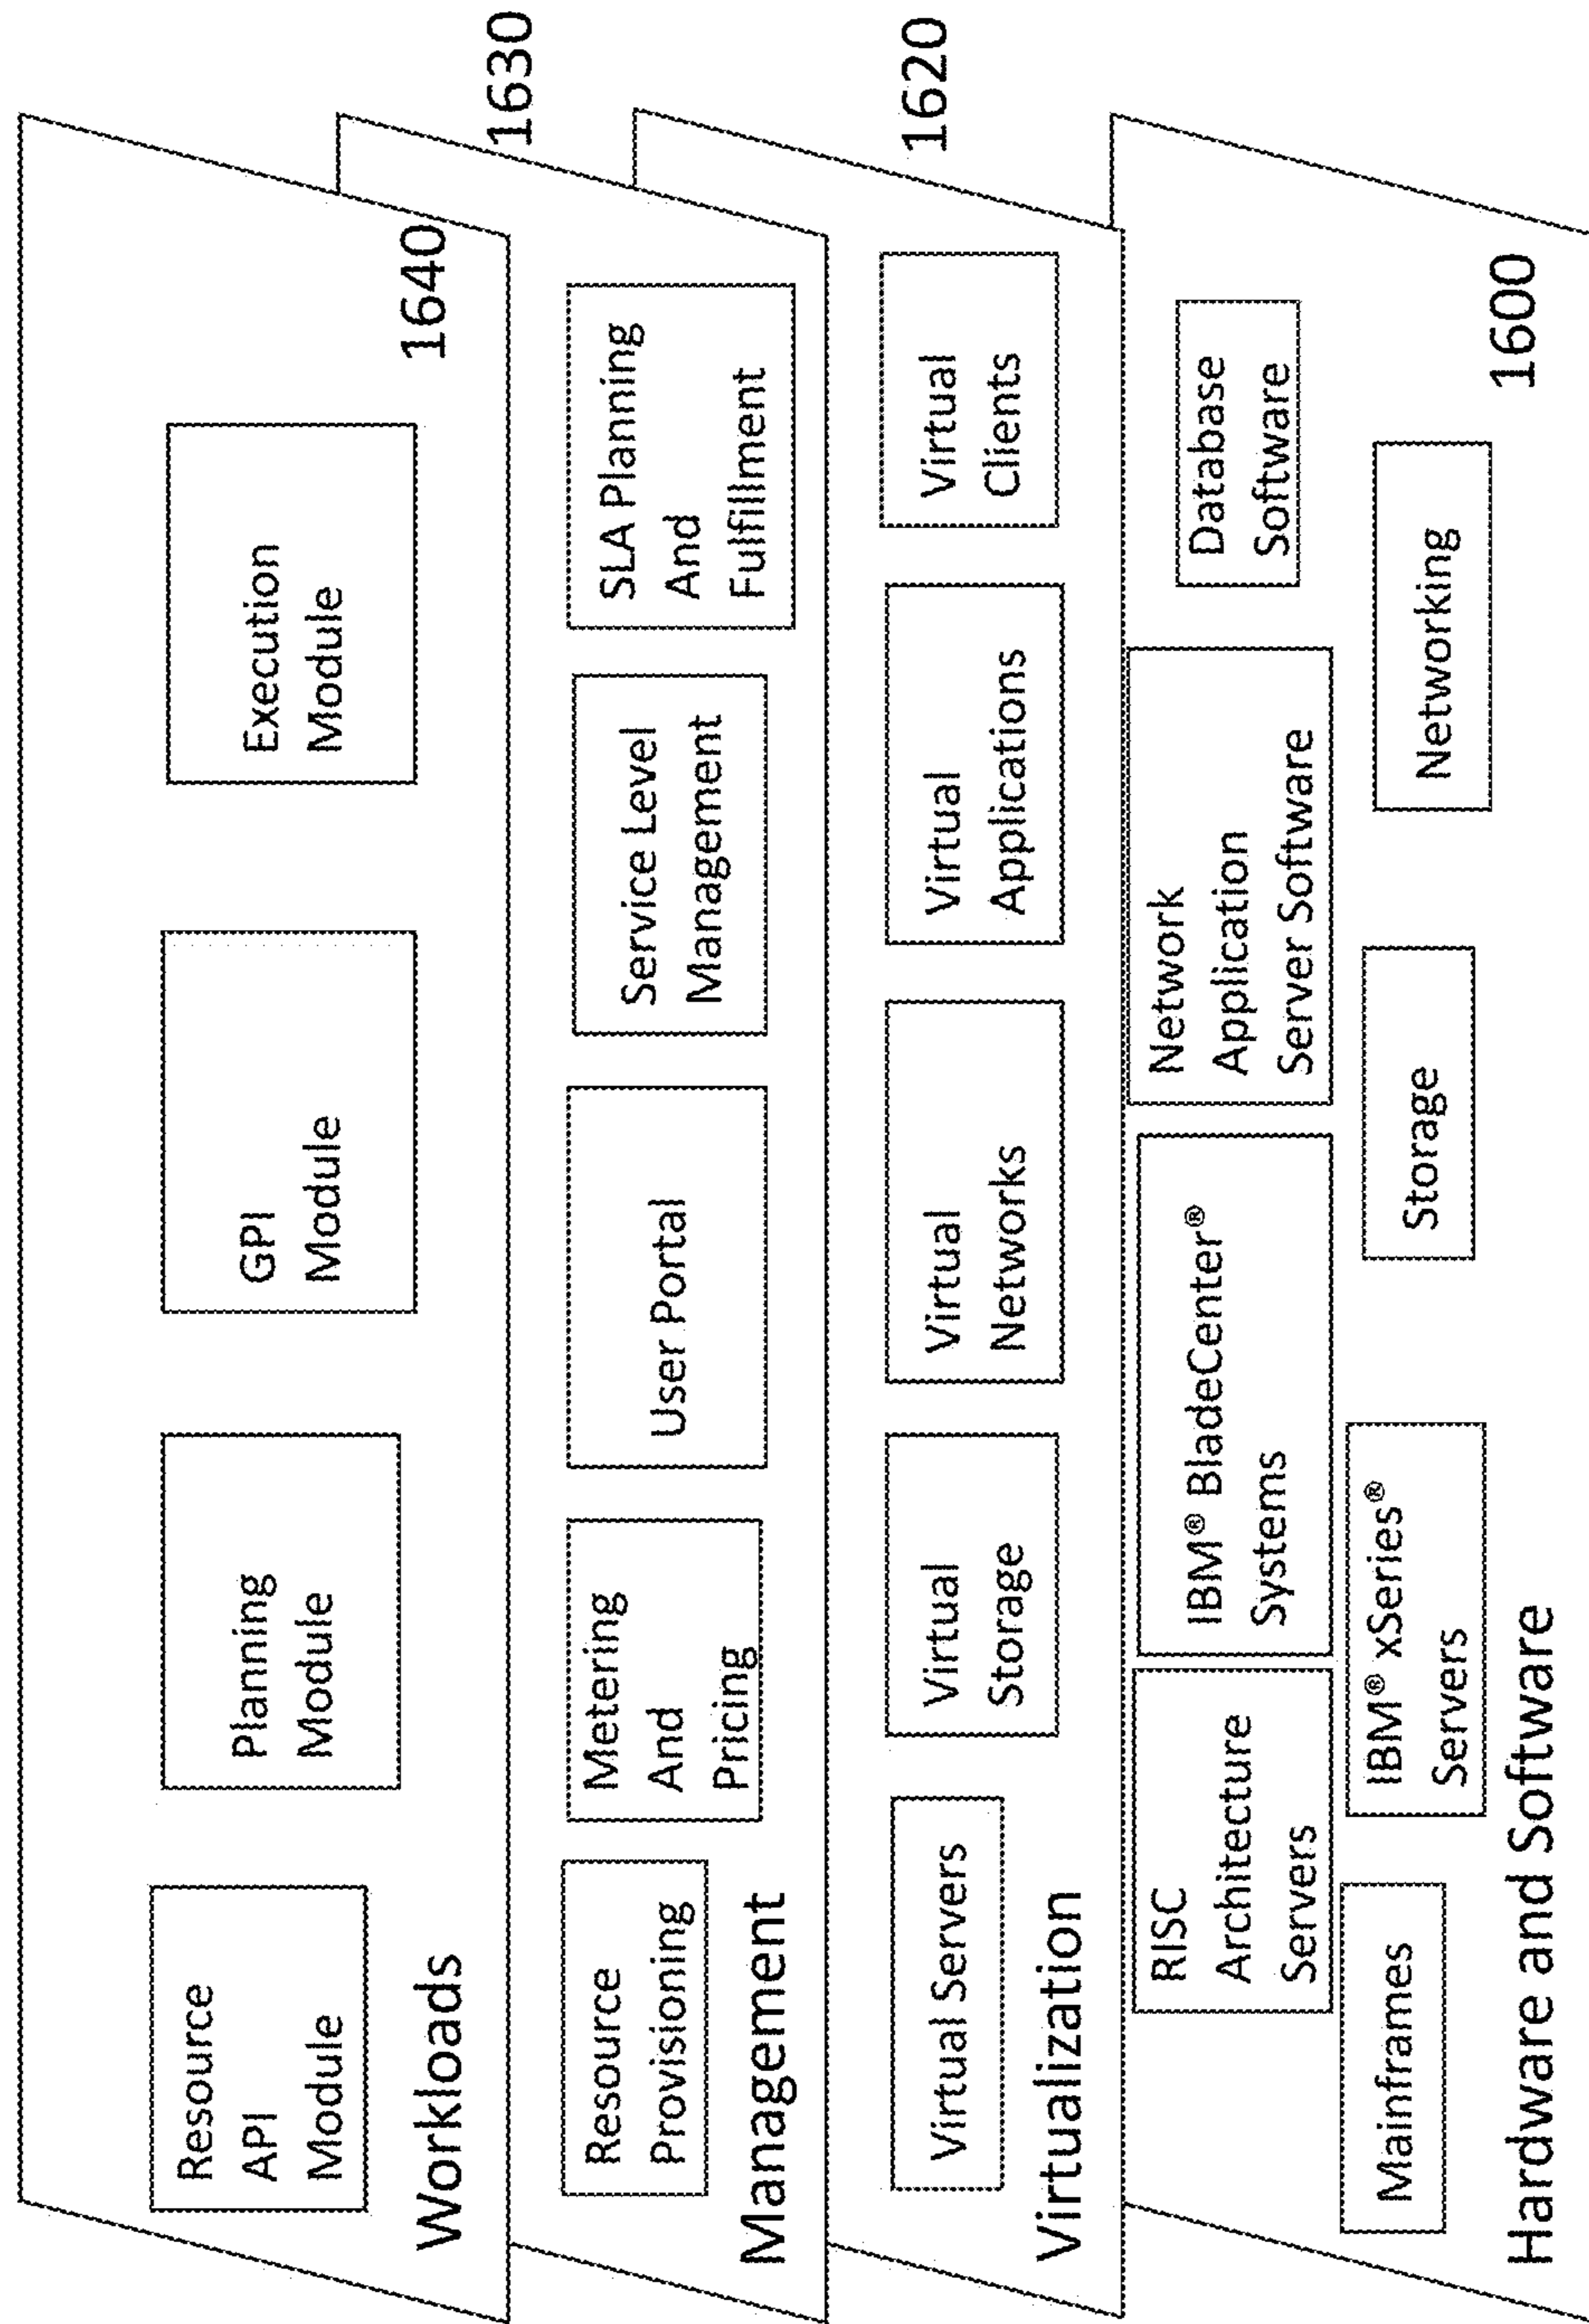 Resource
API
Module
Planning
Module
GPI
Module
Execution
Module
Workloads
1640
Resource
Provisioning
Metering
And
Pricing
User Portal
Service Level
Management
SLA Planning
And
Fulfillment
Management
1630
Virtual Servers
Virtual
Storage
Virtual
Networks
Virtual
Applications
Virtual
Clients
Virtualization
1620
RISC
Architecture
Servers
IBM® BladeCenter®
Systems
Network
Application
Server Software
Database
Software
Mainframes
IBM® xSeries®
Servers
Storage
Networking
Hardware and Software
1600